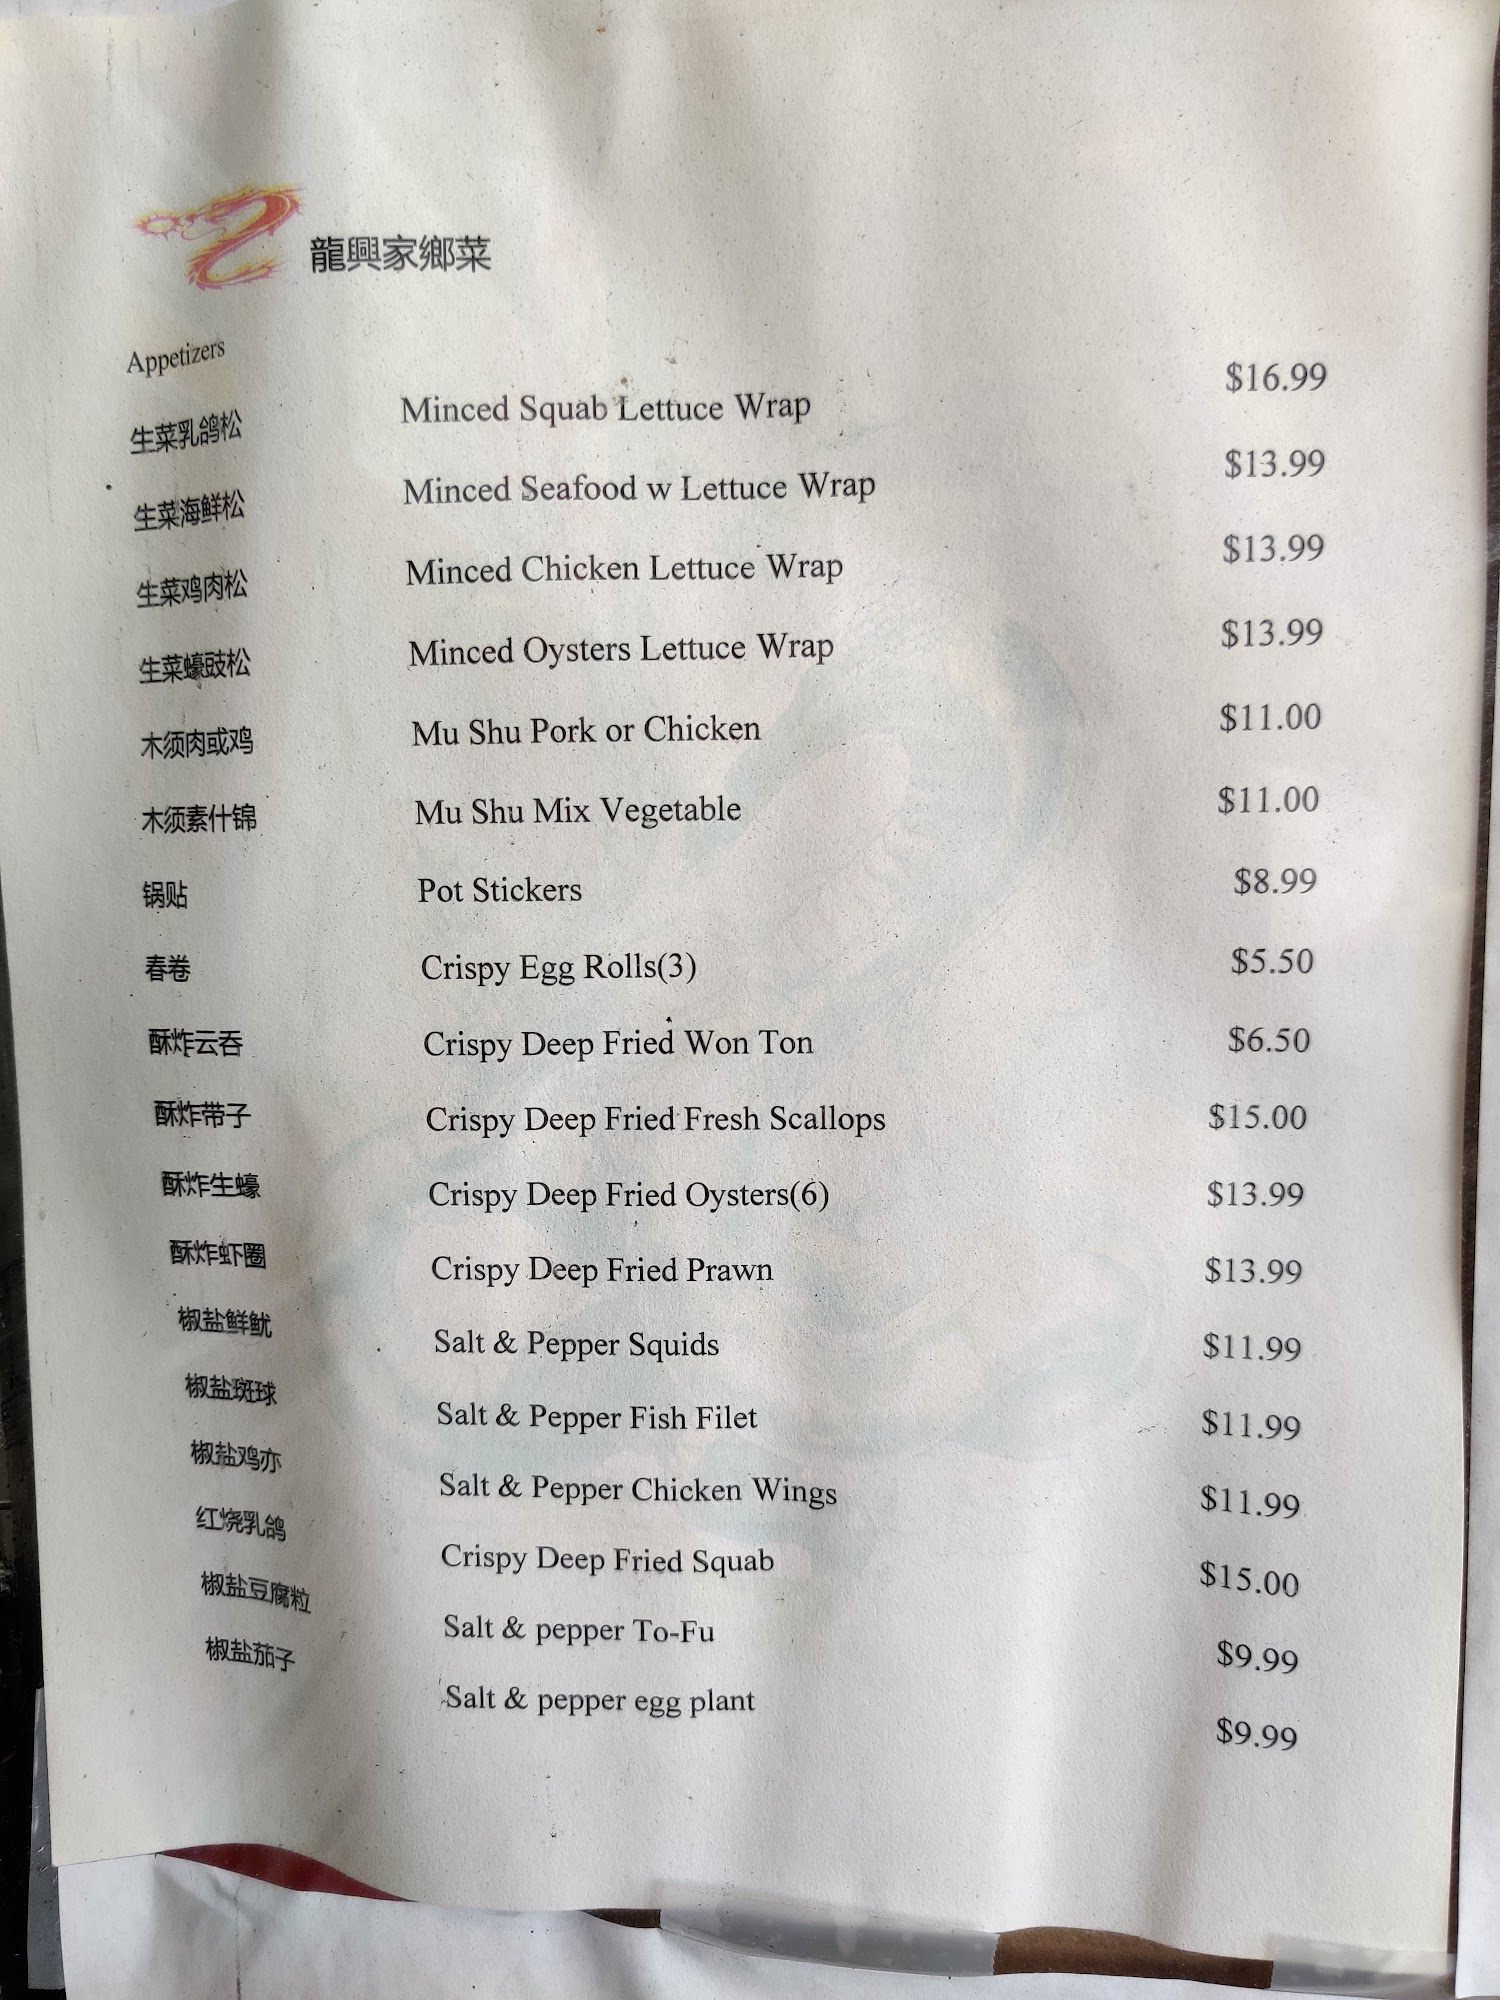 龍興家鄉菜
Appetizers
生菜乳鸽松 Minced Squab Lettuce Wrap $16.99
生菜海鲜松 Minced Seafood w Lettuce Wrap $13.99
生菜鸡肉松 Minced Chicken Lettuce Wrap $13.99
生菜蠔豉松 Minced Oysters Lettuce Wrap $13.99
木须肉或鸡 Mu Shu Pork or Chicken $11.00
木须素什锦 Mu Shu Mix Vegetable $11.00
锅贴 Pot Stickers $8.99
春卷 Crispy Egg Rolls(3) $5.50
酥炸云吞 Crispy Deep Fried Won Ton $6.50
酥炸带子 Crispy Deep Fried Fresh Scallops $15.00
酥炸生蠔 Crispy Deep Fried Oysters(6) $13.99
酥炸虾圈 Crispy Deep Fried Prawn $13.99
椒盐鲜鱿 Salt & Pepper Squids $11.99
椒盐斑球 Salt & Pepper Fish Filet $11.99
椒盐鸡亦 Salt & Pepper Chicken Wings $11.99
红烧乳鸽 Crispy Deep Fried Squab $15.00
椒盐豆腐粒 Salt & pepper To-Fu $9.99
椒盐茄子 Salt & pepper egg plant $9.99